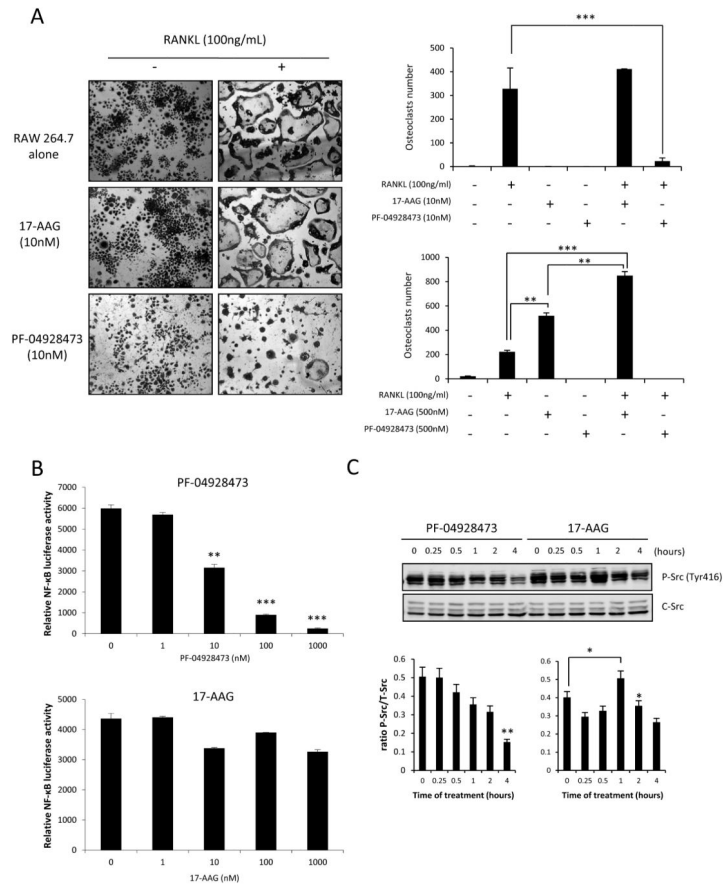 A
RANKL (100ng/mL)
- +
RAW 264.7
alone
17-AAG
(10nM)
PF-04928473
(10nM)
***
Osteoclasts number
500
400
300
200
100
0
RANKL (100ng/ml) - + - - + +
17-AAG (10nM) - - + - + -
PF-04928473 (10nM) - - - + - +
***
**
**
Osteoclasts number
1000
800
600
400
200
0
RANKL (100ng/ml) - + - - + +
17-AAG (500nM) - - + - + -
PF-04928473 (500nM) - - - + - +
B
PF-04928473
Relative NF-κB luciferase activity
7000
6000
5000
4000
3000
2000
1000
0
**
***
***
0 1 10 100 1000
PF-04928473 (nM)
17-AAG
Relative NF-κB luciferase activity
5000
4500
4000
3500
3000
2500
2000
1500
1000
500
0
0 1 10 100 1000
17-AAG (nM)
C
PF-04928473 17-AAG
0 0.25 0.5 1 2 4 0 0.25 0.5 1 2 4 (hours)
P-Src (Tyr416)
C-Src
ratio P-Src/T-Src
0.6
0.5
0.4
0.3
0.2
0.1
0
**
0 0.25 0.5 1 2 4
Time of treatment (hours)
0.6
0.5
0.4
0.3
0.2
0.1
0
*
*
0 0.25 0.5 1 2 4
Time of treatment (hours)